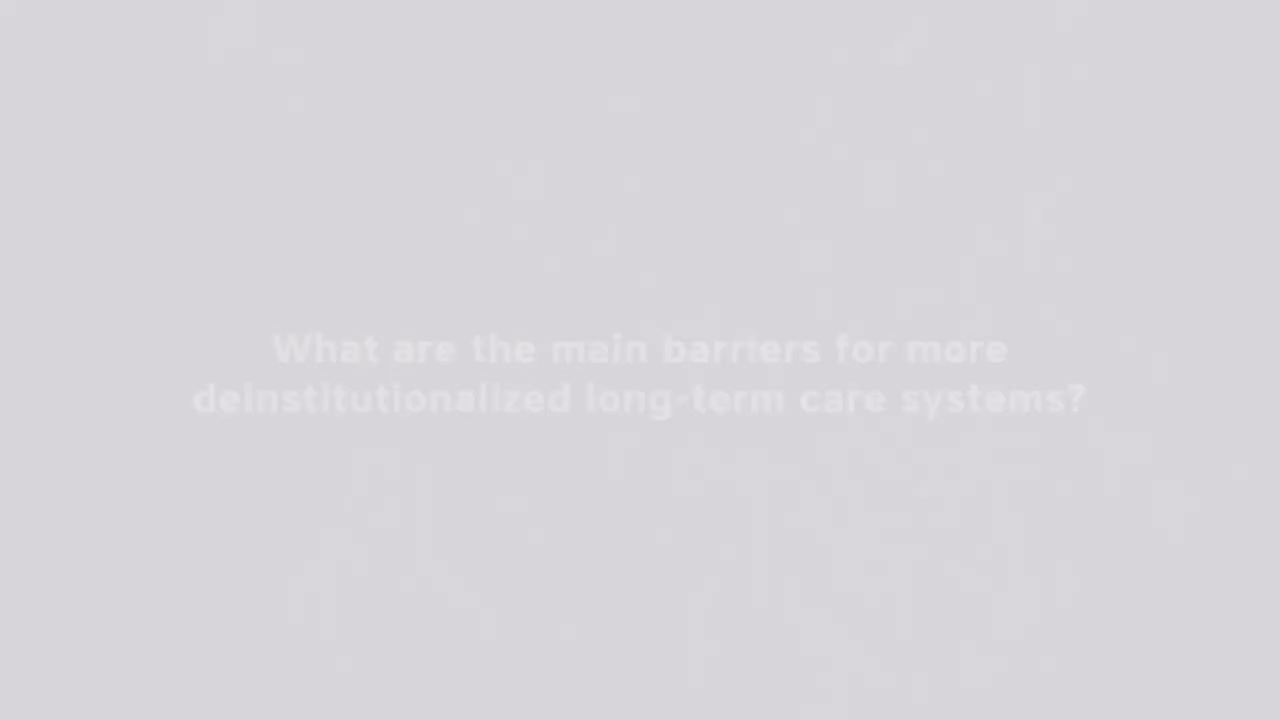 What are the main barriers for more
deinstitutionalized long-term care systems?